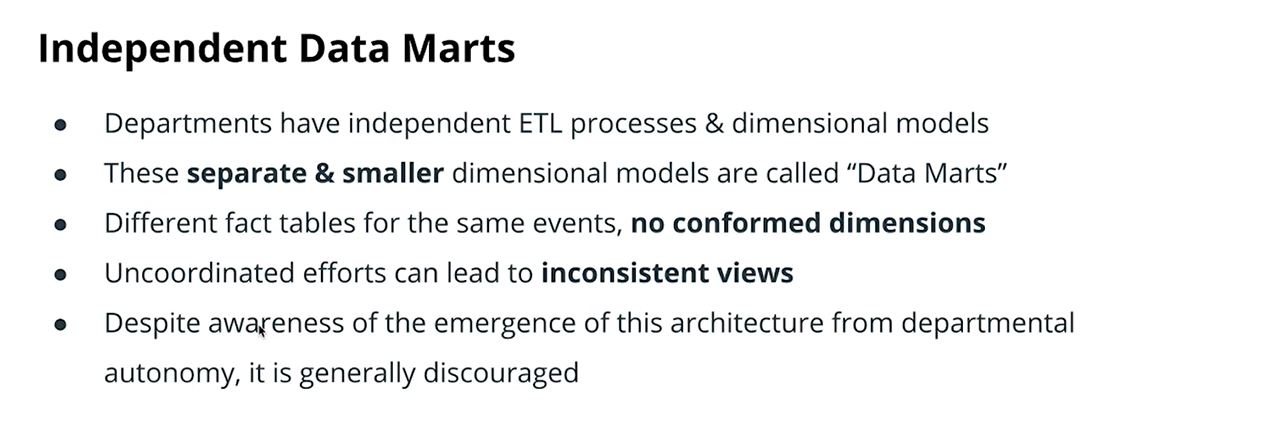 Independent Data Marts
● Departments have independent ETL processes & dimensional models
● These separate & smaller dimensional models are called “Data Marts”
● Different fact tables for the same events, no conformed dimensions
● Uncoordinated efforts can lead to inconsistent views
● Despite awareness of the emergence of this architecture from departmental
autonomy, it is generally discouraged